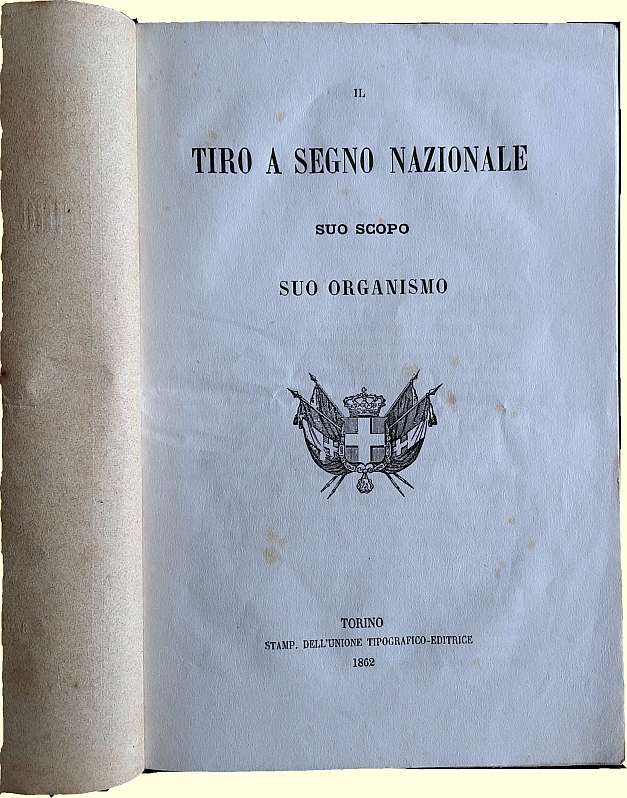 IL
TIRO A SEGNO NAZIONALE
SUO SCOPO
SUO ORGANISMO
TORINO
STAMP. DELL'UNIONE TIPOGRAFICO-EDITRICE
1862